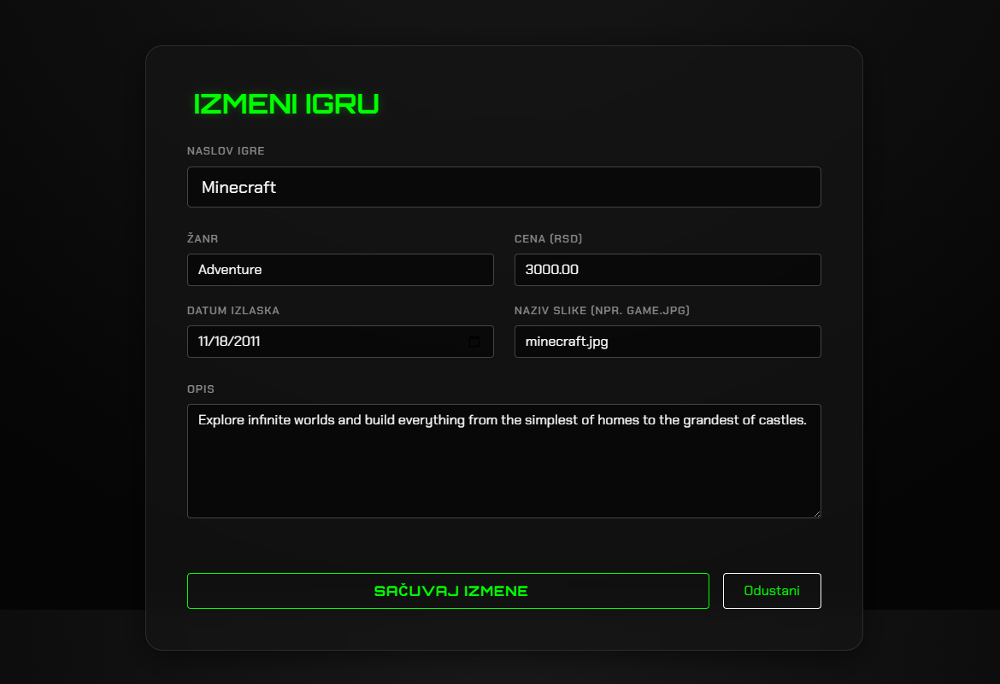 IZMENI IGRU
NASLOV IGRE
Minecraft
ŽANR
CENA (RSD)
Adventure
3000.00
DATUM IZLASKA
NAZIV SLIKE (NPR. GAME.JPG)
11/18/2011
minecraft.jpg
OPIS
Explore infinite worlds and build everything from the simplest of homes to the grandest of castles.
SAČUVAJ IZMENE
Odustani